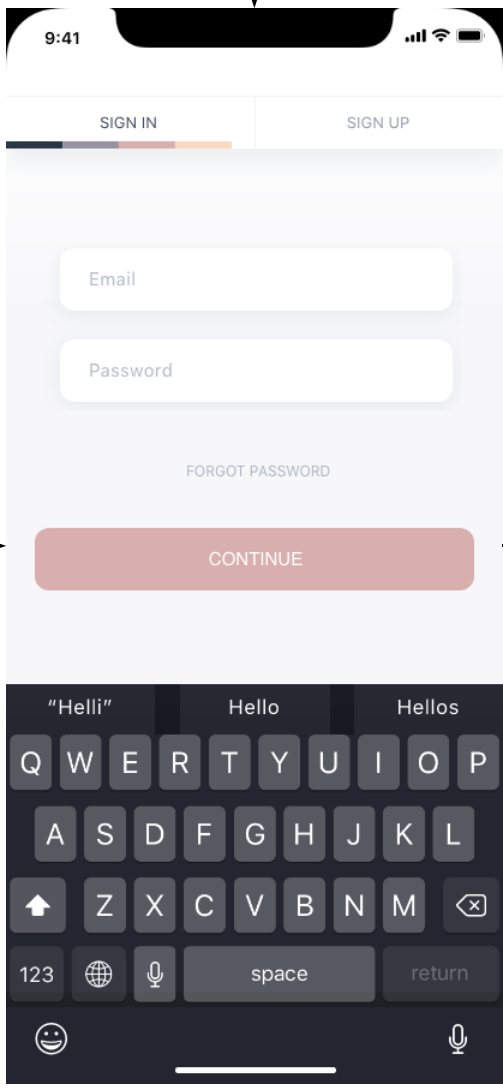 9:41
SIGN IN SIGN UP
Email
Password
FORGOT PASSWORD
CONTINUE
“Helli” Hello Hellos
Q W E R T Y U I O P
A S D F G H J K L
Z X C V B N M
123 space return